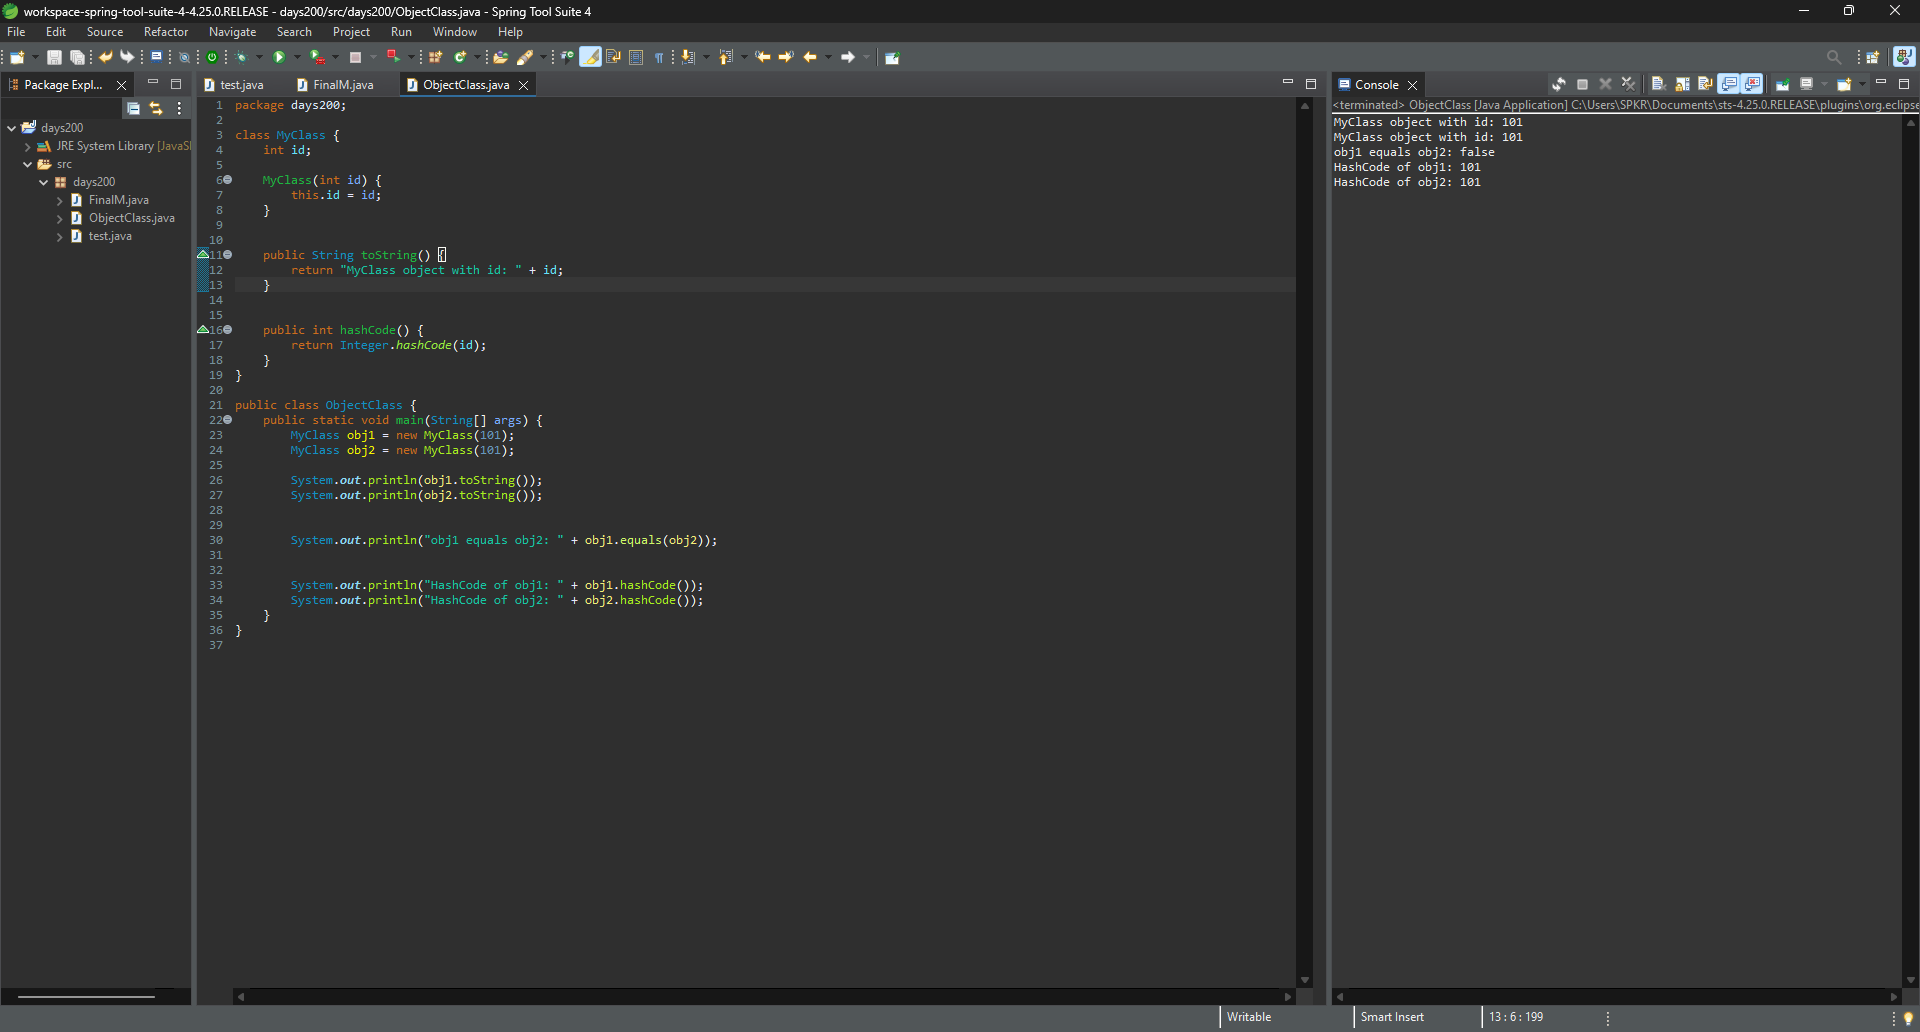 workspace-spring-tool-suite-4-4.25.0.RELEASE - days200/src/days200/ObjectClass.java - Spring Tool Suite 4
File Edit Source Refactor Navigate Search Project Run Window Help
Package Expl...
days200
JRE System Library [JavaSE
src
days200
FinalM.java
ObjectClass.java
test.java
test.java FinalM.java ObjectClass.java
1 package days200;
2
3 class MyClass {
4 int id;
5
6 MyClass(int id) {
7 this.id = id;
8 }
9
10
11 public String toString() {
12 return "MyClass object with id: " + id;
13 }
14
15
16 public int hashCode() {
17 return Integer.hashCode(id);
18 }
19 }
20
21 public class ObjectClass {
22 public static void main(String[] args) {
23 MyClass obj1 = new MyClass(101);
24 MyClass obj2 = new MyClass(101);
25
26 System.out.println(obj1.toString());
27 System.out.println(obj2.toString());
28
29
30 System.out.println("obj1 equals obj2: " + obj1.equals(obj2));
31
32
33 System.out.println("HashCode of obj1: " + obj1.hashCode());
34 System.out.println("HashCode of obj2: " + obj2.hashCode());
35 }
36 }
37
Console
<terminated> ObjectClass [Java Application] C:\Users\SPKR\Documents\sts-4.25.0.RELEASE\plugins\org.eclipse
MyClass object with id: 101
MyClass object with id: 101
obj1 equals obj2: false
HashCode of obj1: 101
HashCode of obj2: 101
Writable Smart Insert 13 : 6 : 199